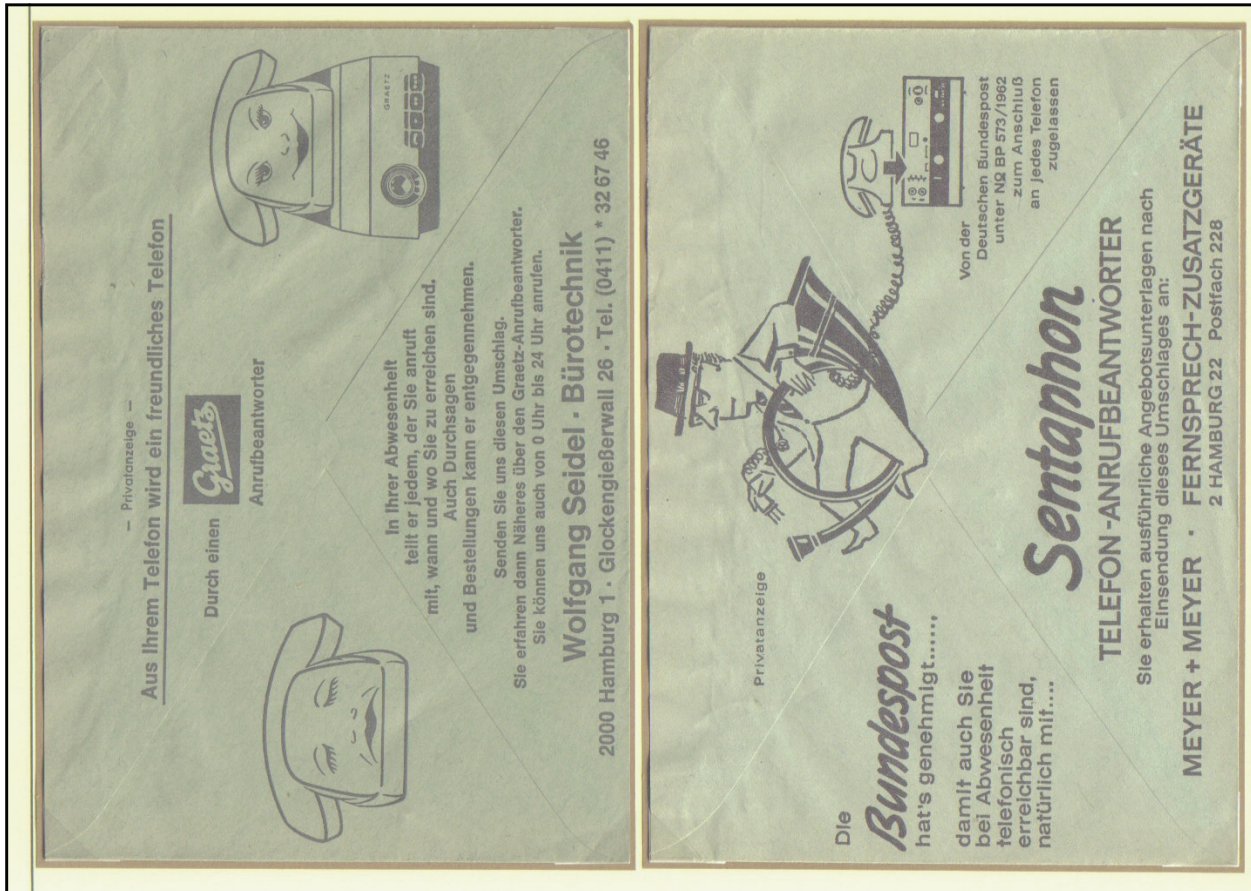 — Privatanzeige —
Aus Ihrem Telefon wird ein freundliches Telefon
Durch einen
Graetz
Anrufbeantworter
GRAETZ
In Ihrer Abwesenheit
teilt er jedem, der Sie anruft
mit, wann und wo Sie zu erreichen sind.
Auch Durchsagen
und Bestellungen kann er entgegennehmen.
Senden Sie uns diesen Umschlag.
Sie erfahren dann Näheres über den Graetz-Anrufbeantworter.
Sie können uns auch von 0 Uhr bis 24 Uhr anrufen.
Wolfgang Seidel · Bürotechnik
2000 Hamburg 1 · Glockengießerwall 26 · Tel. (0411) * 32 67 46
Privatanzeige
Die
Bundespost
hat's genehmigt.....,
damit auch Sie
bei Abwesenheit
telefonisch
erreichbar sind,
natürlich mit....
Von der
Deutschen Bundespost
unter No BP 573/1962
zum Anschluß
an jedes Telefon
zugelassen
Sentaphon
TELEFON-ANRUFBEANTWORTER
Sie erhalten ausführliche Angebotsunterlagen nach
Einsendung dieses Umschlages an:
MEYER + MEYER · FERNSPRECH-ZUSATZGERÄTE
2 HAMBURG 22 Postfach 228